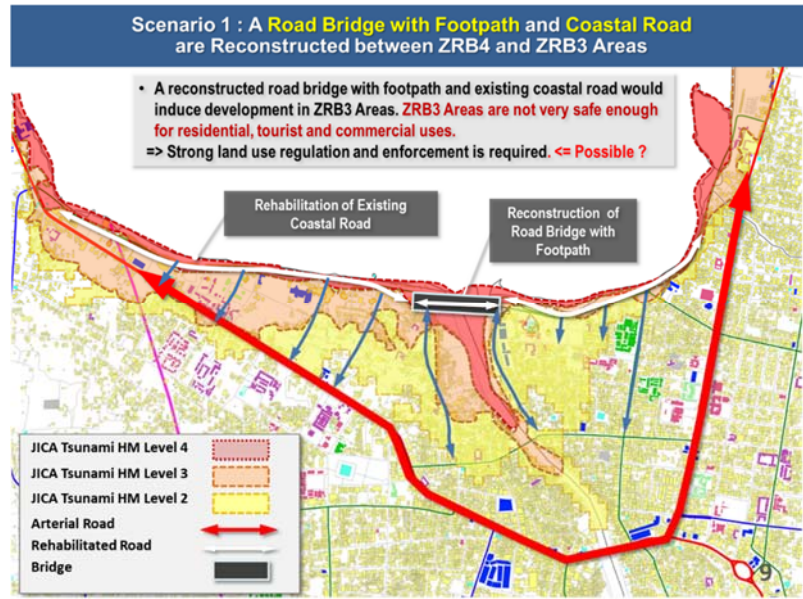 Scenario 1 : A Road Bridge with Footpath and Coastal Road
are Reconstructed between ZRB4 and ZRB3 Areas
• A reconstructed road bridge with footpath and existing coastal road would
induce development in ZRB3 Areas. ZRB3 Areas are not very safe enough
for residential, tourist and commercial uses.
=> Strong land use regulation and enforcement is required. <= Possible ?
Rehabilitation of Existing
Coastal Road
Reconstruction of
Road Bridge with
Footpath
JICA Tsunami HM Level 4
JICA Tsunami HM Level 3
JICA Tsunami HM Level 2
Arterial Road
Rehabilitated Road
Bridge
9